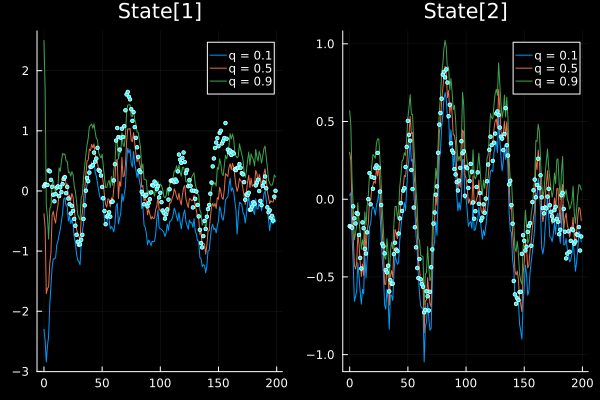 State[1]
q = 0.1
q = 0.5
q = 0.9
2
1
0
−1
−2
−3
0
50
100
150
200
State[2]
q = 0.1
q = 0.5
q = 0.9
1.0
0.5
0.0
−0.5
−1.0
0
50
100
150
200